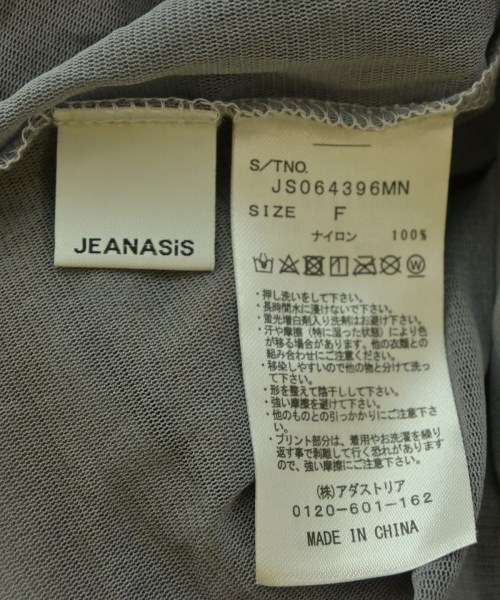 JEANASiS
S/TNO.
JS064396MN
SIZE F
ナイロン 100%
W
・押し洗いをして下さい。
・長時間水に浸けないで下さい。
・蛍光増白剤入り洗剤はお避け下さい。
・汗や摩擦（特に湿った状態）により色
が移る場合があります。他の衣類との
組み合わせにご注意ください。
・移染しやすいので他の物と分けて洗っ
て下さい。
・形を整えて陰干しして下さい。
・強い摩擦を避けて下さい。
・他のものとの引っかかりにご注意下さ
い。
・プリント部分は、着用やお洗濯を繰り
返す事で剥離して行く恐れがあります
ので、強い摩擦にご注意下さい。
(株)アダストリア
0120-601-162
MADE IN CHINA